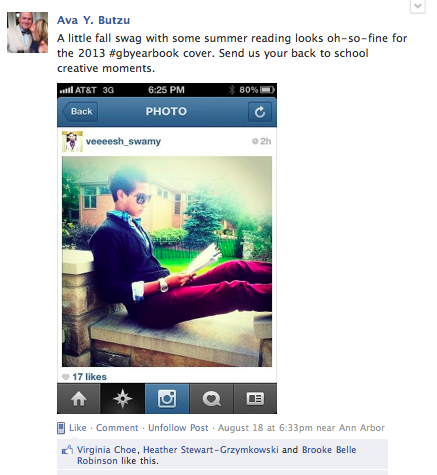 Ava Y. Butzu
A little fall swag with some summer reading looks oh-so-fine for
the 2013 #gbyearbook cover. Send us your back to school
creative moments.
AT&T 3G 6:25 PM 80%
Back PHOTO
veeeesh_swamy 2h
17 likes
Like · Comment · Unfollow Post · August 18 at 6:33pm near Ann Arbor
Virginia Choe, Heather Stewart-Grzymkowski and Brooke Belle
Robinson like this.